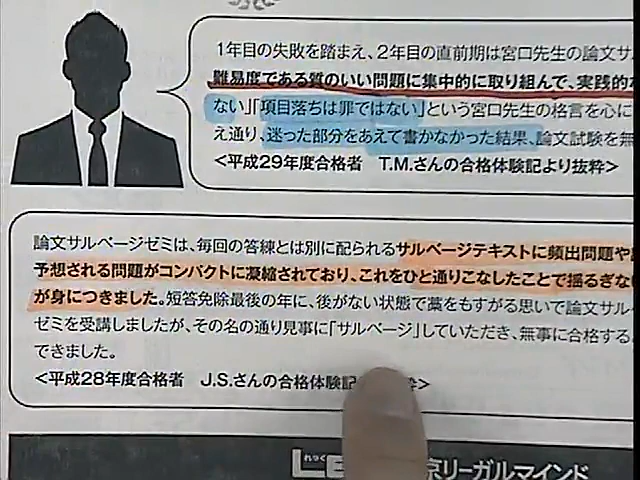 1年目の失敗を踏まえ、2年目の直前期は宮口先生の論文サ
難易度である質のいい問題に集中的に取り組んで、実践的な
ない」「項目落ちは罪ではない」という宮口先生の格言を心に
え通り、迷った部分をあえて書かなかった結果、論文試験を無
<平成29年度合格者 T.M.さんの合格体験記より抜粋>
論文サルベージゼミは、毎回の答練とは別に配られるサルベージテキストに頻出問題や
予想される問題がコンパクトに凝縮されており、これをひと通りこなしたことで揺るぎな
が身につきました。短答免除最後の年に、後がない状態で藁をもすがる思いで論文サル
ゼミを受講しましたが、その名の通り見事に「サルベージ」していただき、無事に合格する
できました。
<平成28年度合格者 J.S.さんの合格体験記 粋>
れっく
LE 京リーガルマインド